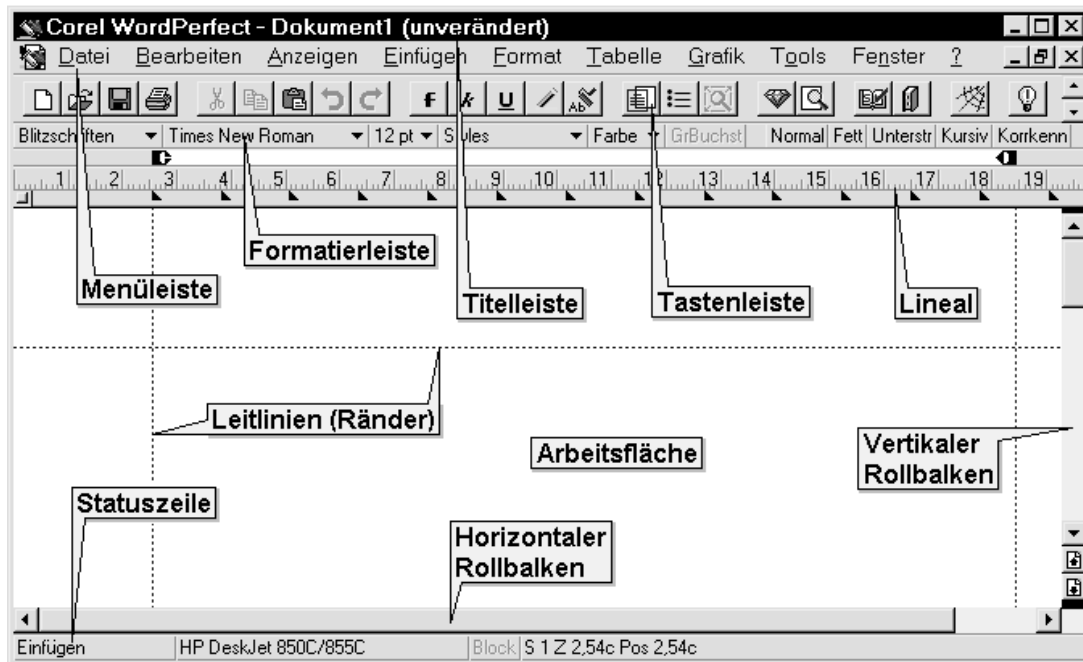 Corel WordPerfect - Dokument1 (unverändert)
Datei Bearbeiten Anzeigen Einfügen Format Tabelle Grafik Tools Fenster ?
f k U Ab
Blitzschriften Times New Roman 12 pt Styles Farbe GrBuchst Normal Fett Unterstr Kursiv Korrkenn
1 2 3 4 5 6 7 8 9 10 11 12 13 14 15 16 17 18 19
Formatierleiste
Menüleiste Titelleiste Tastenleiste Lineal
Leitlinien (Ränder)
Arbeitsfläche
Vertikaler
Rollbalken
Statuszeile
Horizontaler
Rollbalken
Einfügen HP DeskJet 850C/855C Block S 1 Z 2,54c Pos 2,54c